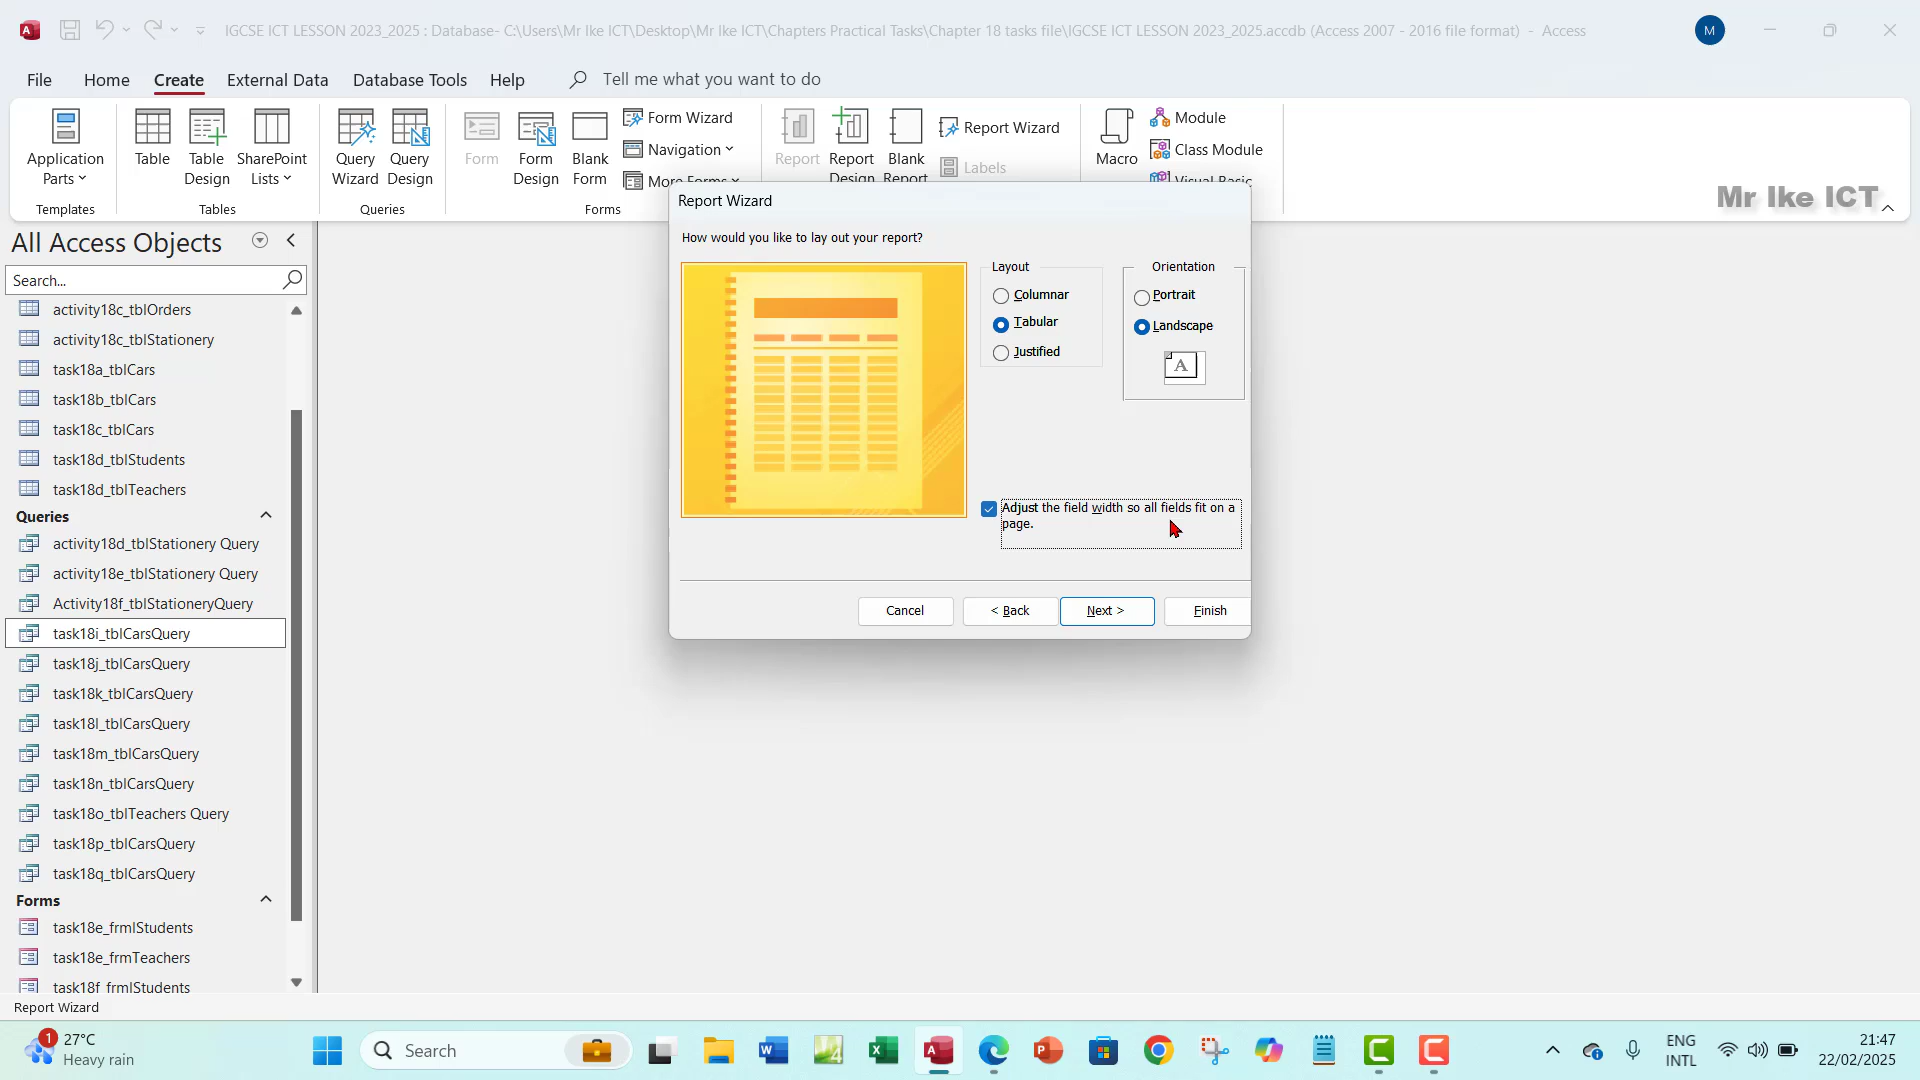 IGCSE ICT LESSON 2023_2025 : Database- C:\Users\Mr Ike ICT\Desktop\Mr Ike ICT\Chapters Practical Tasks\Chapter 18 tasks file\IGCSE ICT LESSON 2023_2025.accdb (Access 2007 - 2016 file format) - Access
M
File Home Create External Data Database Tools Help Tell me what you want to do
Application Parts
Templates
Table
Table Design
SharePoint Lists
Tables
Query Wizard
Query Design
Queries
Form
Form Design
Blank Form
Form Wizard
Navigation
More Forms
Forms
Report
Report Design
Blank Report
Report Wizard
Labels
Macro
Module
Class Module
Visual Basic
Mr Ike ICT
All Access Objects
Search...
activity18c_tblOrders
activity18c_tblStationery
task18a_tblCars
task18b_tblCars
task18c_tblCars
task18d_tblStudents
task18d_tblTeachers
Queries
activity18d_tblStationery Query
activity18e_tblStationery Query
Activity18f_tblStationeryQuery
task18i_tblCarsQuery
task18j_tblCarsQuery
task18k_tblCarsQuery
task18l_tblCarsQuery
task18m_tblCarsQuery
task18n_tblCarsQuery
task18o_tblTeachers Query
task18p_tblCarsQuery
task18q_tblCarsQuery
Forms
task18e_frmlStudents
task18e_frmTeachers
task18f_frmlStudents
Report Wizard
How would you like to lay out your report?
Layout
Columnar
Tabular
Justified
Orientation
Portrait
Landscape
A
Adjust the field width so all fields fit on a
page.
Cancel
< Back
Next >
Finish
Report Wizard
1
27°C
Heavy rain
Search
ENG
INTL
21:47
22/02/2025